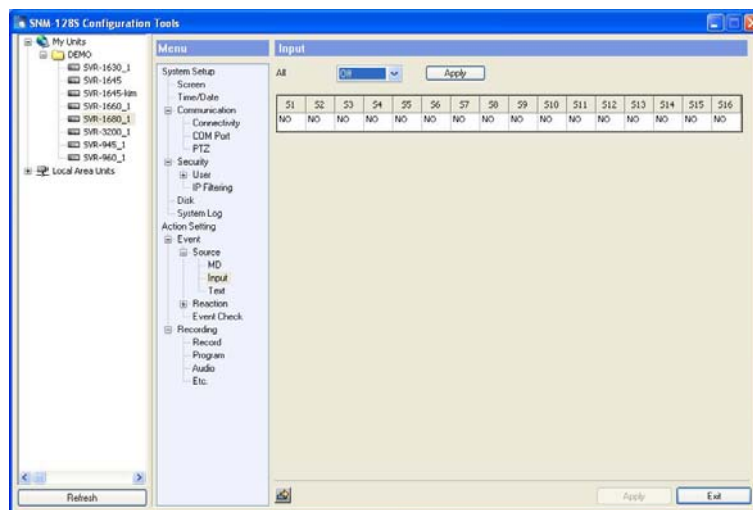 SNM-128S Configuration Tools
My Units
DEMO
SVR-1630_1
SVR-1645
SVR-1645-kim
SVR-1660_1
SVR-1680_1
SVR-3200_1
SVR-945_1
SVR-960_1
Local Area Units
Refresh
Menu
System Setup
Screen
Time/Date
Communication
Connectivity
COM Port
PTZ
Security
User
IP Filtering
Disk
System Log
Action Setting
Event
Source
MD
Input
Text
Reaction
Event Check
Recording
Record
Program
Audio
Etc.
Input
All Off Apply
S1 S2 S3 S4 S5 S6 S7 S8 S9 S10 S11 S12 S13 S14 S15 S16
NO NO NO NO NO NO NO NO NO NO NO NO NO NO NO NO
Apply Exit